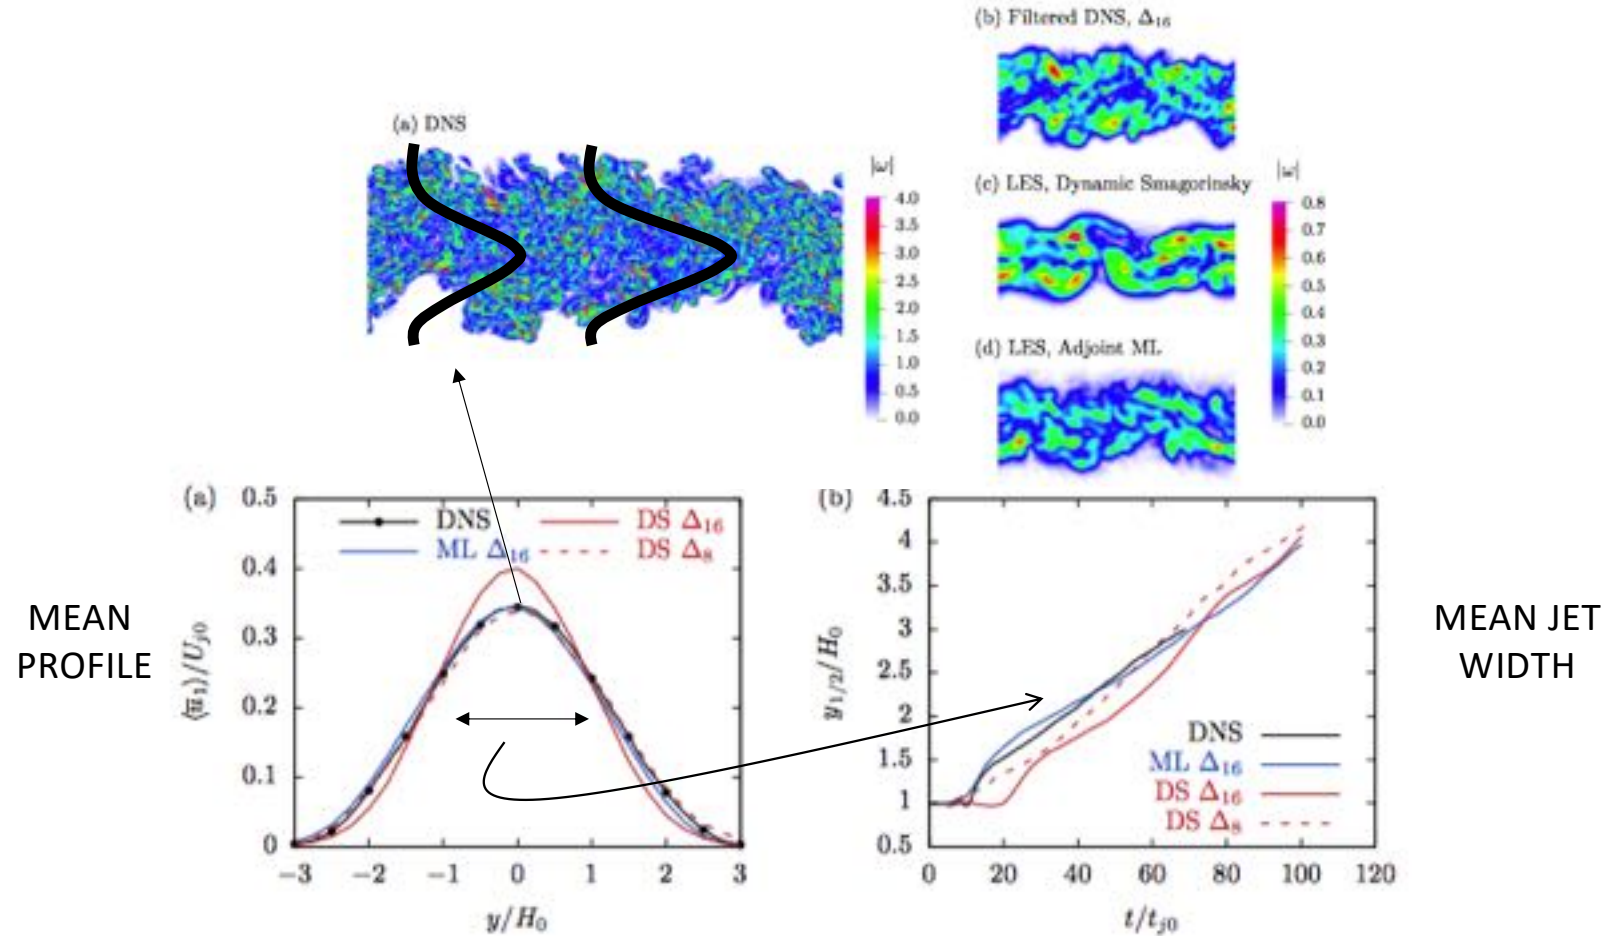 (a) DNS
|ω|
4.0
3.5
3.0
2.5
2.0
1.5
1.0
0.5
0.0
(b) Filtered DNS, Δ₁₆
(c) LES, Dynamic Smagorinsky
(d) LES, Adjoint ML
|ω|
0.8
0.7
0.6
0.5
0.4
0.3
0.2
0.1
0.0
MEAN
PROFILE
(a)
DNS
ML Δ₁₆
DS Δ₁₆
DS Δ₈
0.5
0.4
0.3
0.2
0.1
0
−3 −2 −1 0 1 2 3
⟨u̅₁⟩/Uⱼ₀
y/H₀
(b)
4.5
4
3.5
3
2.5
2
1.5
1
0.5
0 20 40 60 80 100 120
y₁/₂/H₀
t/tⱼ₀
DNS
ML Δ₁₆
DS Δ₁₆
DS Δ₈
MEAN JET
WIDTH